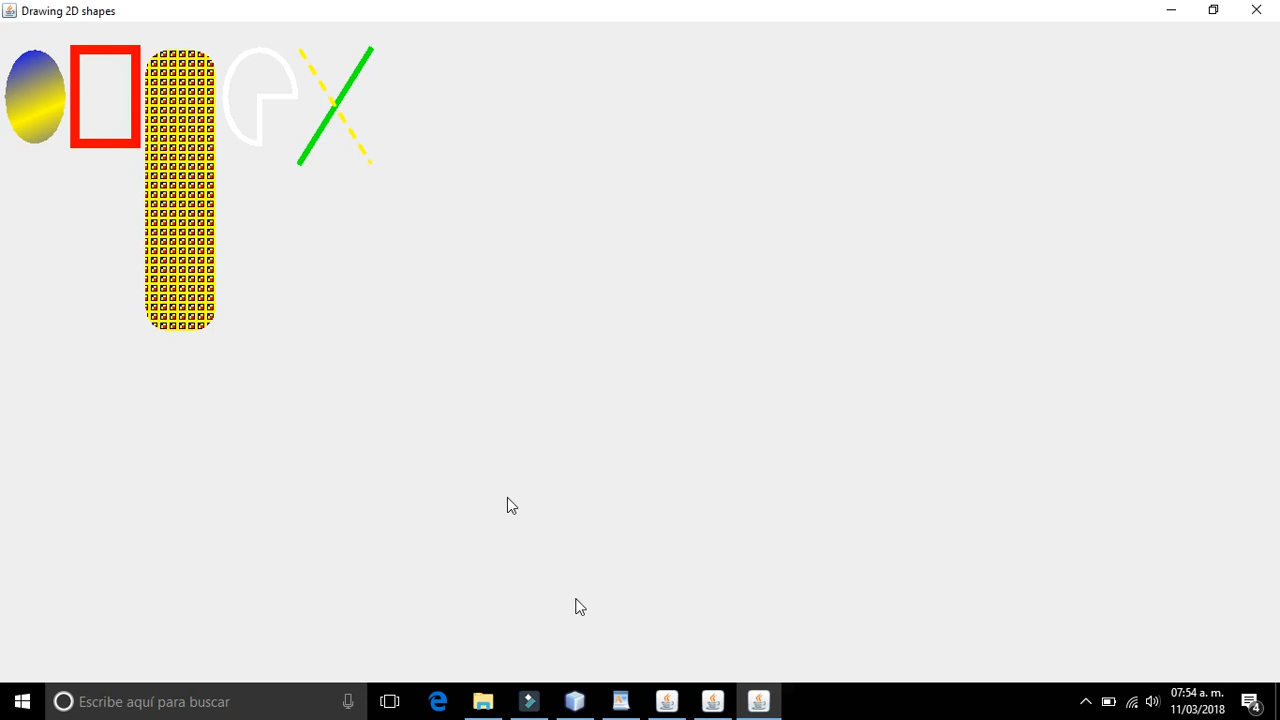 Drawing 2D shapes
Escribe aquí para buscar
07:54 a. m.
11/03/2018
4